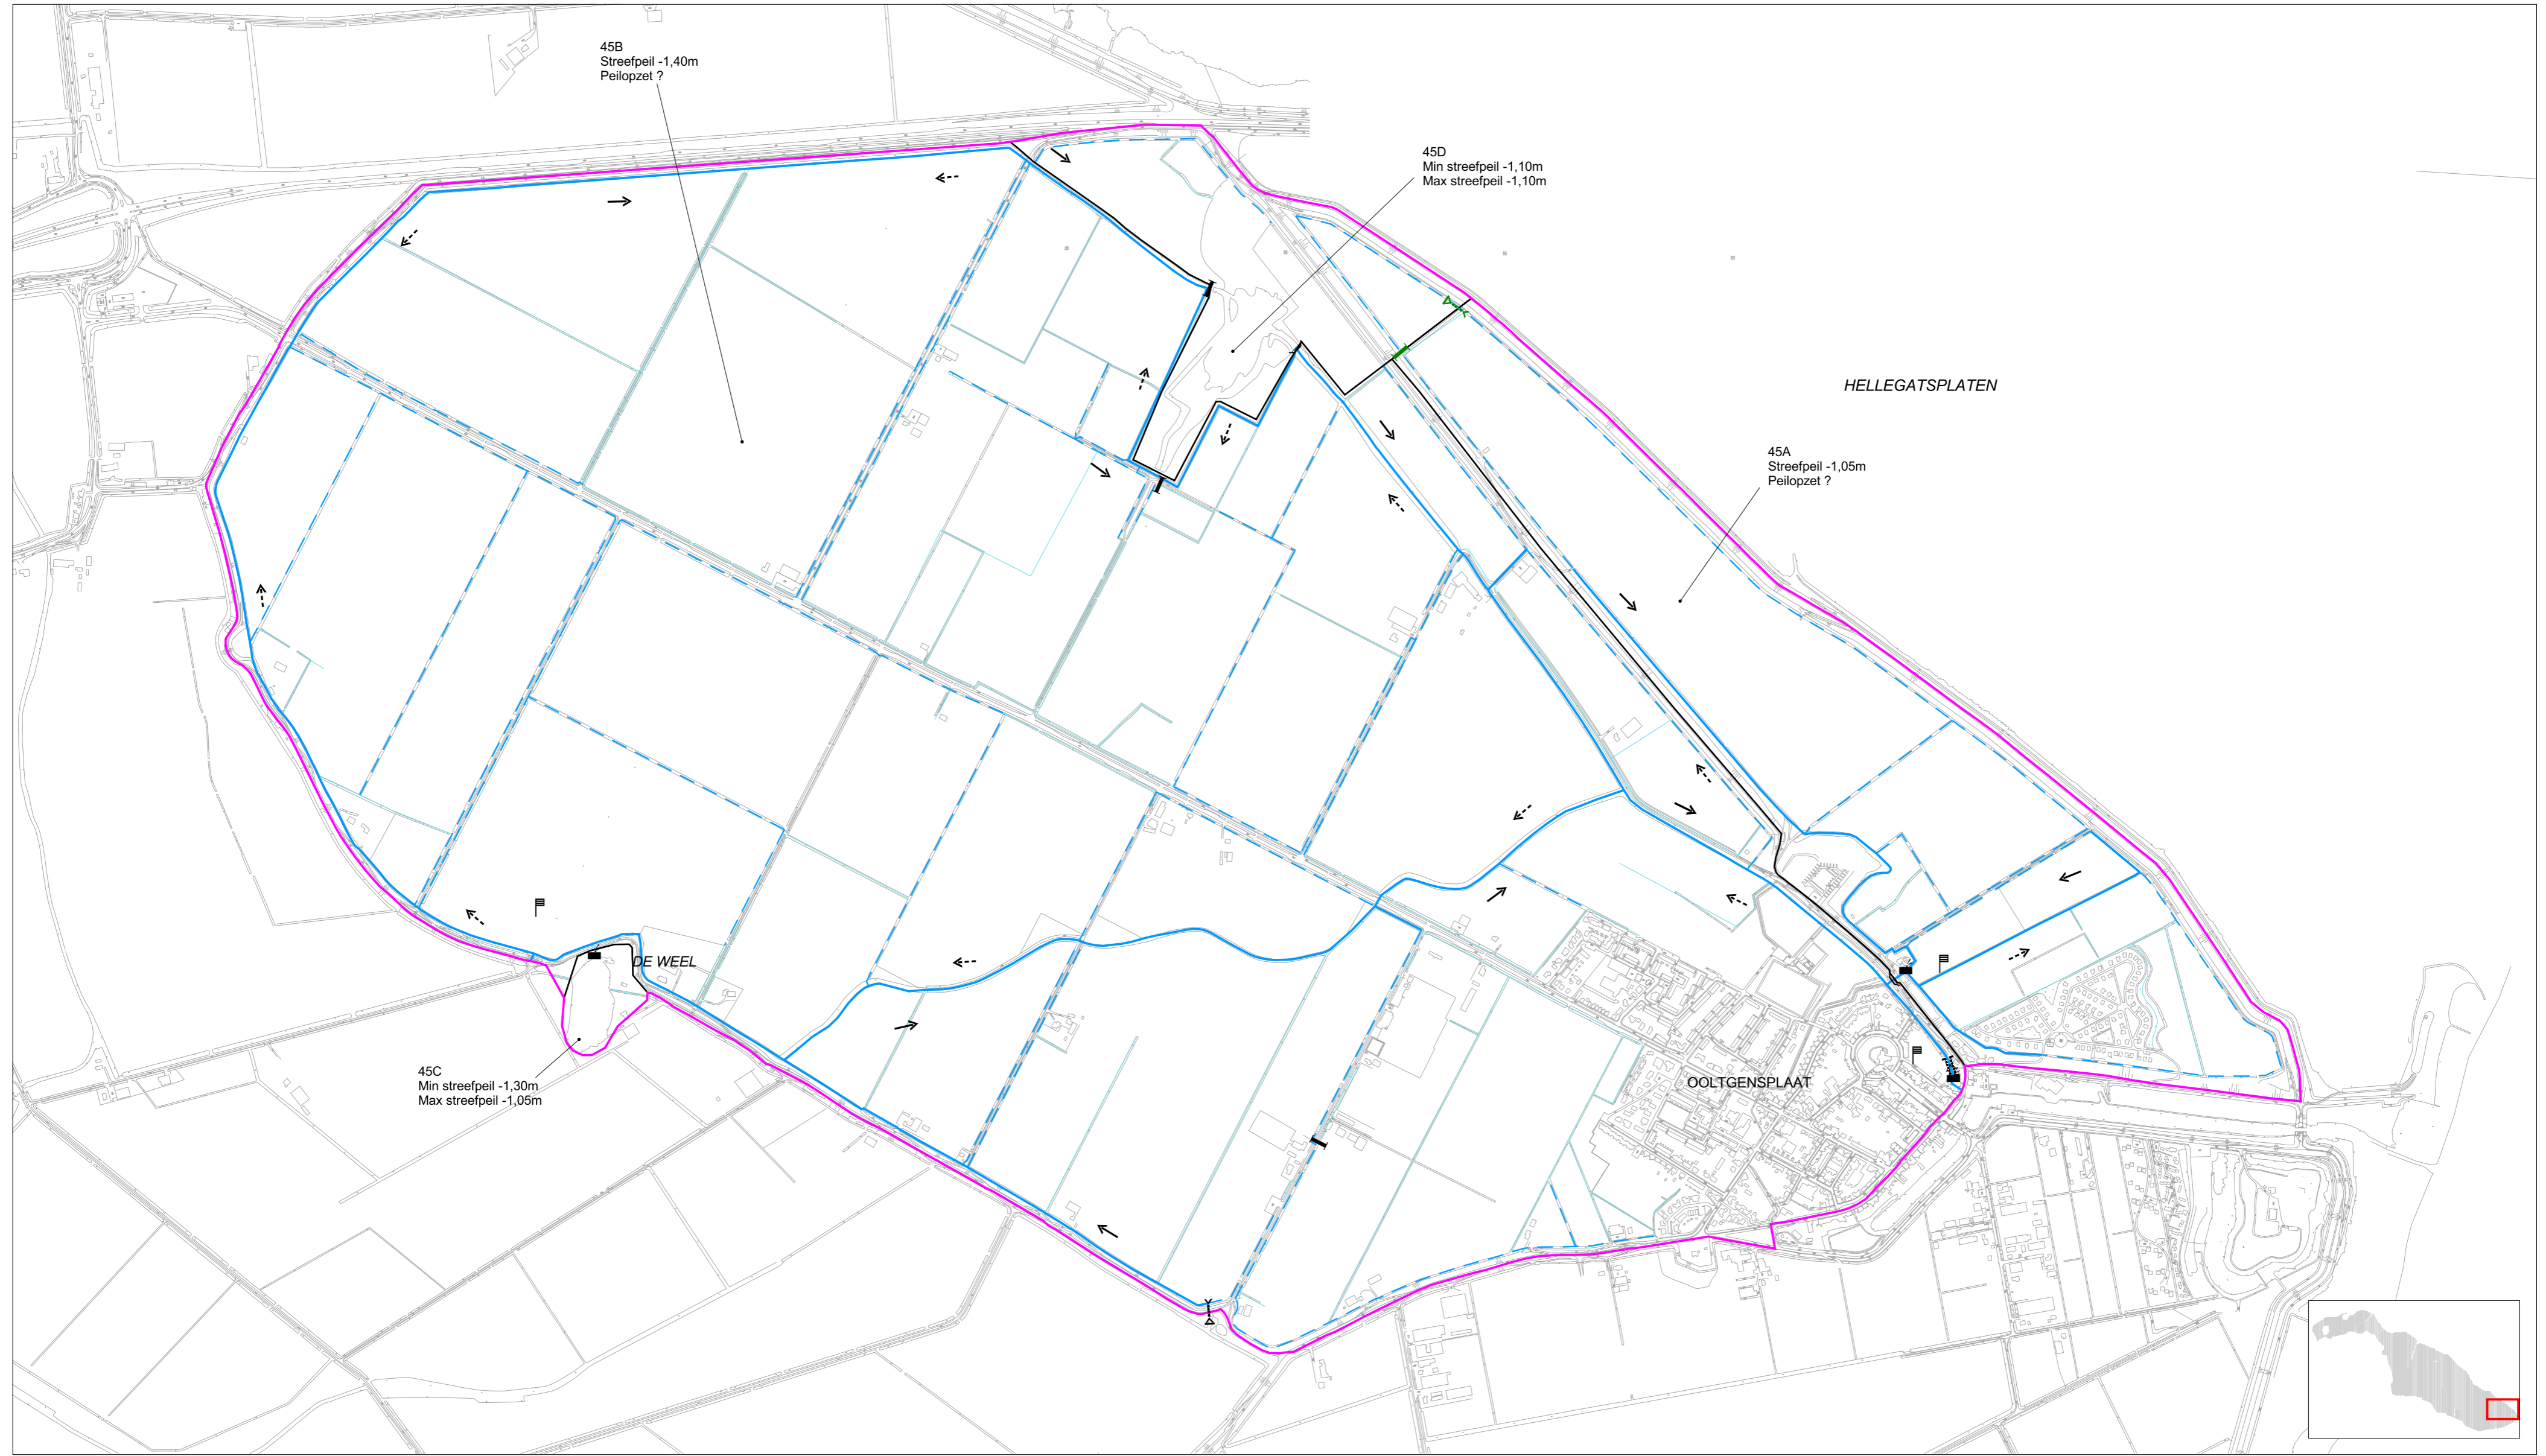 45B
Streefpeil -1,40m
Peilopzet ?
45D
Min streefpeil -1,10m
Max streefpeil -1,10m
HELLEGATSPLATEN
45A
Streefpeil -1,05m
Peilopzet ?
DE WEEL
45C
Min streefpeil -1,30m
Max streefpeil -1,05m
OOLTGENSPLAAT